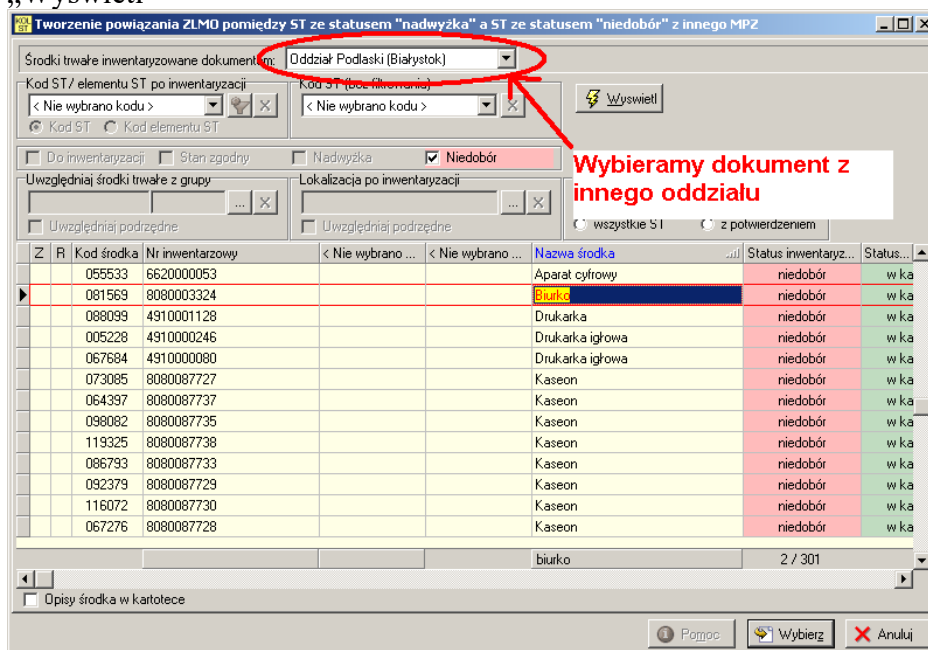 „Wyświetl"
KOL ST Tworzenie powiązania ZLMO pomiędzy ST ze statusem "nadwyżka" a ST ze statusem "niedobór" z innego MPZ
Środki trwałe inwentaryzowane dokumentem: Oddział Podlaski (Białystok)
Kod ST / elementu ST po inwentaryzacji Kod ST (bez filtrowania)
< Nie wybrano kodu > < Nie wybrano kodu > Wyswietl
Kod ST Kod elementu ST
Do inwentaryzacji Stan zgodny Nadwyżka Niedobór
Wybieramy dokument z
innego oddziału
Uwzględniaj środki trwałe z grupy Lokalizacja po inwentaryzacji
... ...
Uwzględniaj podrzędne Uwzględniaj podrzędne wszystkie ST z potwierdzeniem
Z R Kod środka Nr inwentarzowy < Nie wybrano ... < Nie wybrano ... Nazwa środka Status inwentaryz... Status...
055533 6620000053 Aparat cyfrowy niedobór w ka
081569 8080003324 Biurko niedobór w ka
088099 4910001128 Drukarka niedobór w ka
005228 4910000246 Drukarka igłowa niedobór w ka
067684 4910000080 Drukarka igłowa niedobór w ka
073085 8080087727 Kaseon niedobór w ka
064397 8080087737 Kaseon niedobór w ka
098082 8080087735 Kaseon niedobór w ka
119325 8080087738 Kaseon niedobór w ka
086793 8080087733 Kaseon niedobór w ka
092379 8080087729 Kaseon niedobór w ka
116072 8080087730 Kaseon niedobór w ka
067276 8080087728 Kaseon niedobór w ka
biurko 2 / 301
Opisy środka w kartotece
Pomoc Wybierz Anuluj